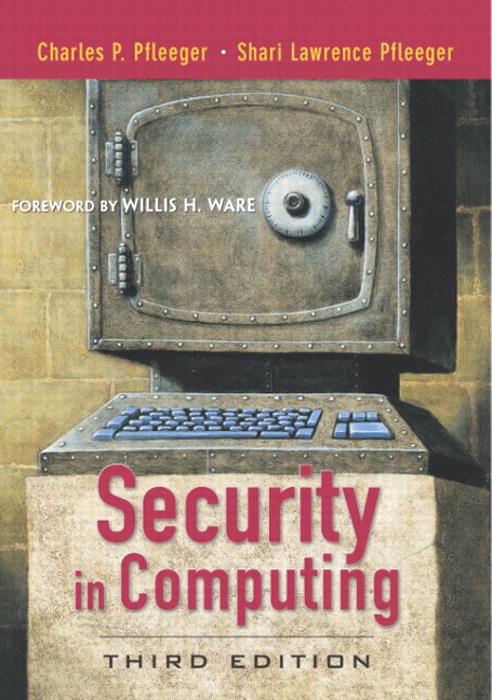 Charles P. Pfleeger • Shari Lawrence Pfleeger
FOREWORD BY WILLIS H. WARE
Security
in Computing
THIRD EDITION